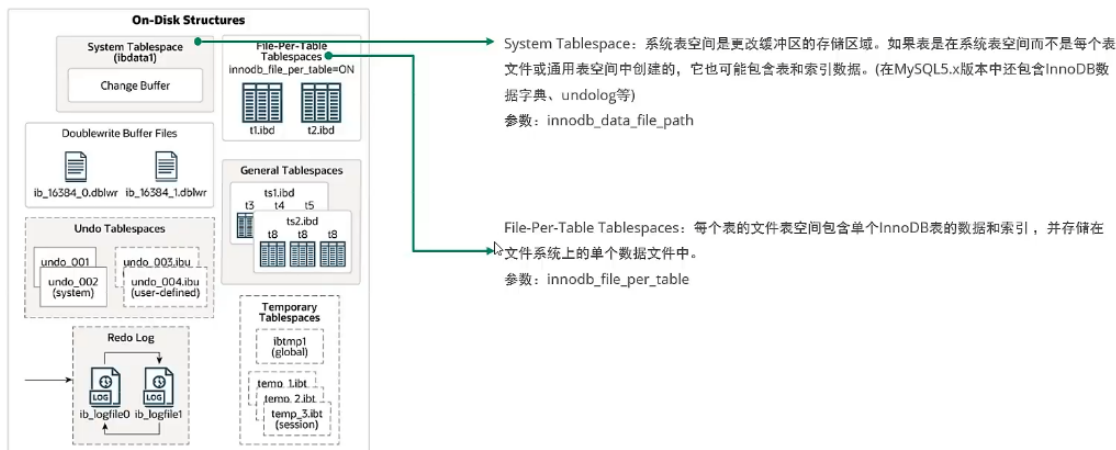 On-Disk Structures
System Tablespace
(ibdata1)
Change Buffer
File-Per-Table
Tablespaces
innodb_file_per_table=ON
t1.ibd
t2.ibd
Doublewrite Buffer Files
ib_16384_0.dblwr
ib_16384_1.dblwr
General Tablespaces
ts1.ibd
t3
t4
t5
ts2.ibd
t8
t8
t8
Undo Tablespaces
undo_001
undo_002
(system)
undo_003.ibu
undo_004.ibu
(user-defined)
Temporary
Tablespaces
ibtmp1
(global)
temp_1.ibt
temp_2.ibt
temp_3.ibt
(session)
Redo Log
LOG
LOG
ib_logfile0
ib_logfile1
System Tablespace：系统表空间是更改缓冲区的存储区域。如果表是在系统表空间而不是每个表
文件或通用表空间中创建的，它也可能包含表和索引数据。(在MySQL5.x版本中还包含InnoDB数
据字典、undolog等)
参数：innodb_data_file_path
File-Per-Table Tablespaces：每个表的文件表空间包含单个InnoDB表的数据和索引 ，并存储在
文件系统上的单个数据文件中。
参数：innodb_file_per_table